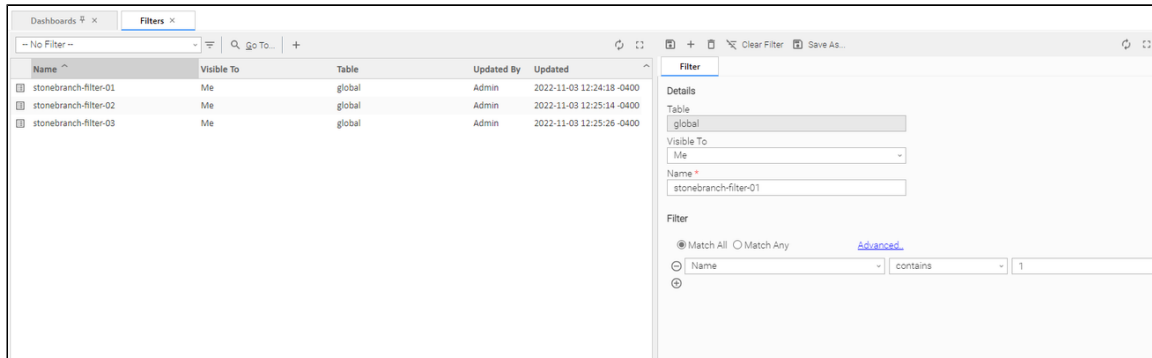 Dashboards
Filters
-- No Filter --
Go To...
Clear Filter
Save As...
Name Visible To Table Updated By Updated
stonebranch-filter-01 Me global Admin 2022-11-03 12:24:18 -0400
stonebranch-filter-02 Me global Admin 2022-11-03 12:25:14 -0400
stonebranch-filter-03 Me global Admin 2022-11-03 12:25:26 -0400
Filter
Details
Table
global
Visible To
Me
Name *
stonebranch-filter-01
Filter
Match All Match Any Advanced..
Name contains 1